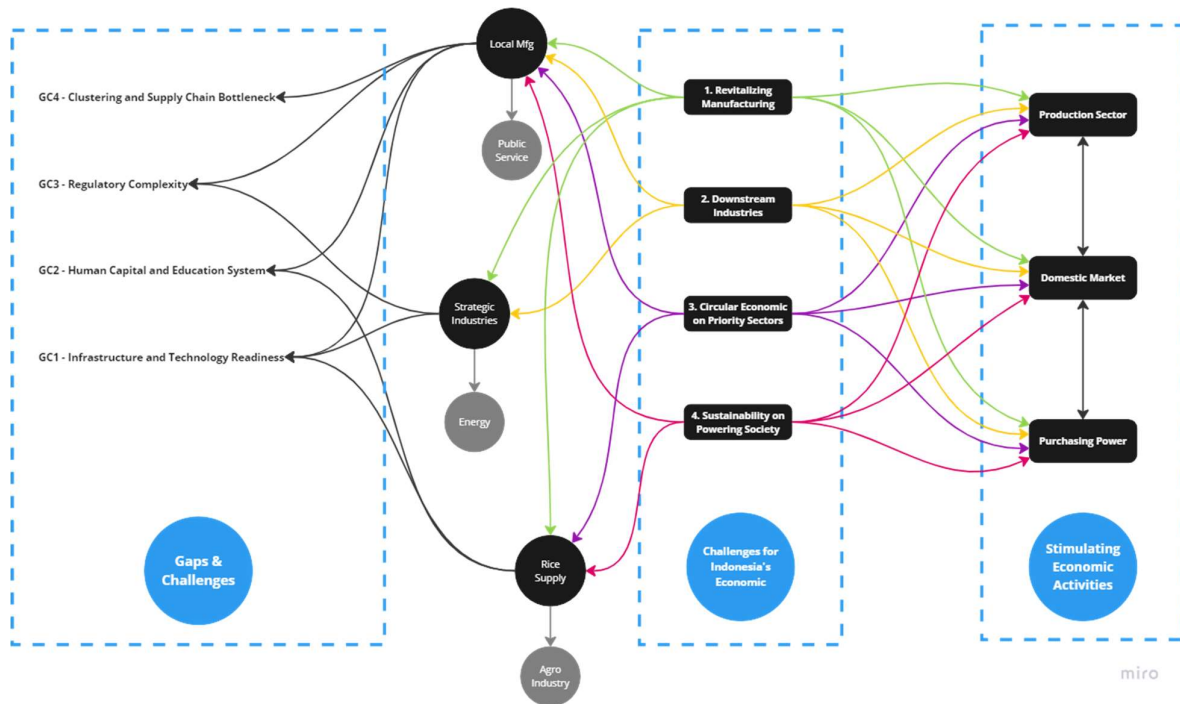 Local Mfg
GC4 - Clustering and Supply Chain Bottleneck
Public
Service
GC3 - Regulatory Complexity
GC2 - Human Capital and Education System
Strategic
Industries
GC1 - Infrastructure and Technology Readiness
Energy
Rice
Supply
Agro
Industry
Gaps &
Challenges
1. Revitalizing
Manufacturing
2. Downstream
Industries
3. Circular Economic
on Priority Sectors
4. Sustainability on
Powering Society
Challenges for
Indonesia's
Economic
Production Sector
Domestic Market
Purchasing Power
Stimulating
Economic
Activities
miro